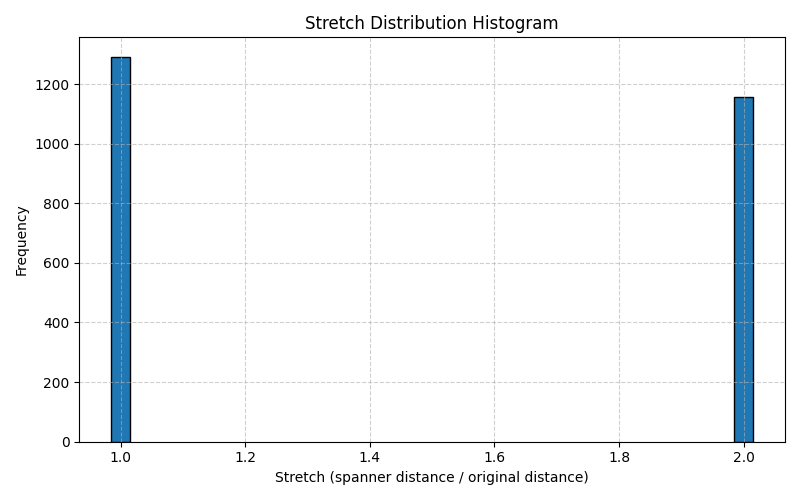 Stretch Distribution Histogram
1200
1000
800
600
400
200
0
Frequency
1.0 1.2 1.4 1.6 1.8 2.0
Stretch (spanner distance / original distance)